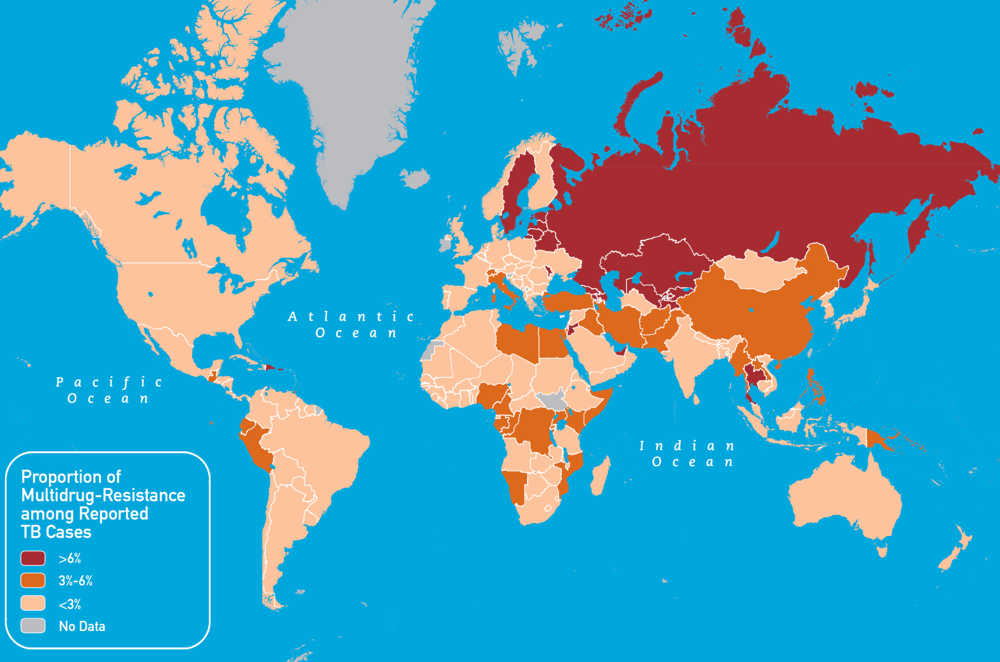 Atlantic
Ocean
Pacific
Ocean
Indian
Ocean
Proportion of
Multidrug-Resistance
among Reported
TB Cases
>6%
3%-6%
<3%
No Data